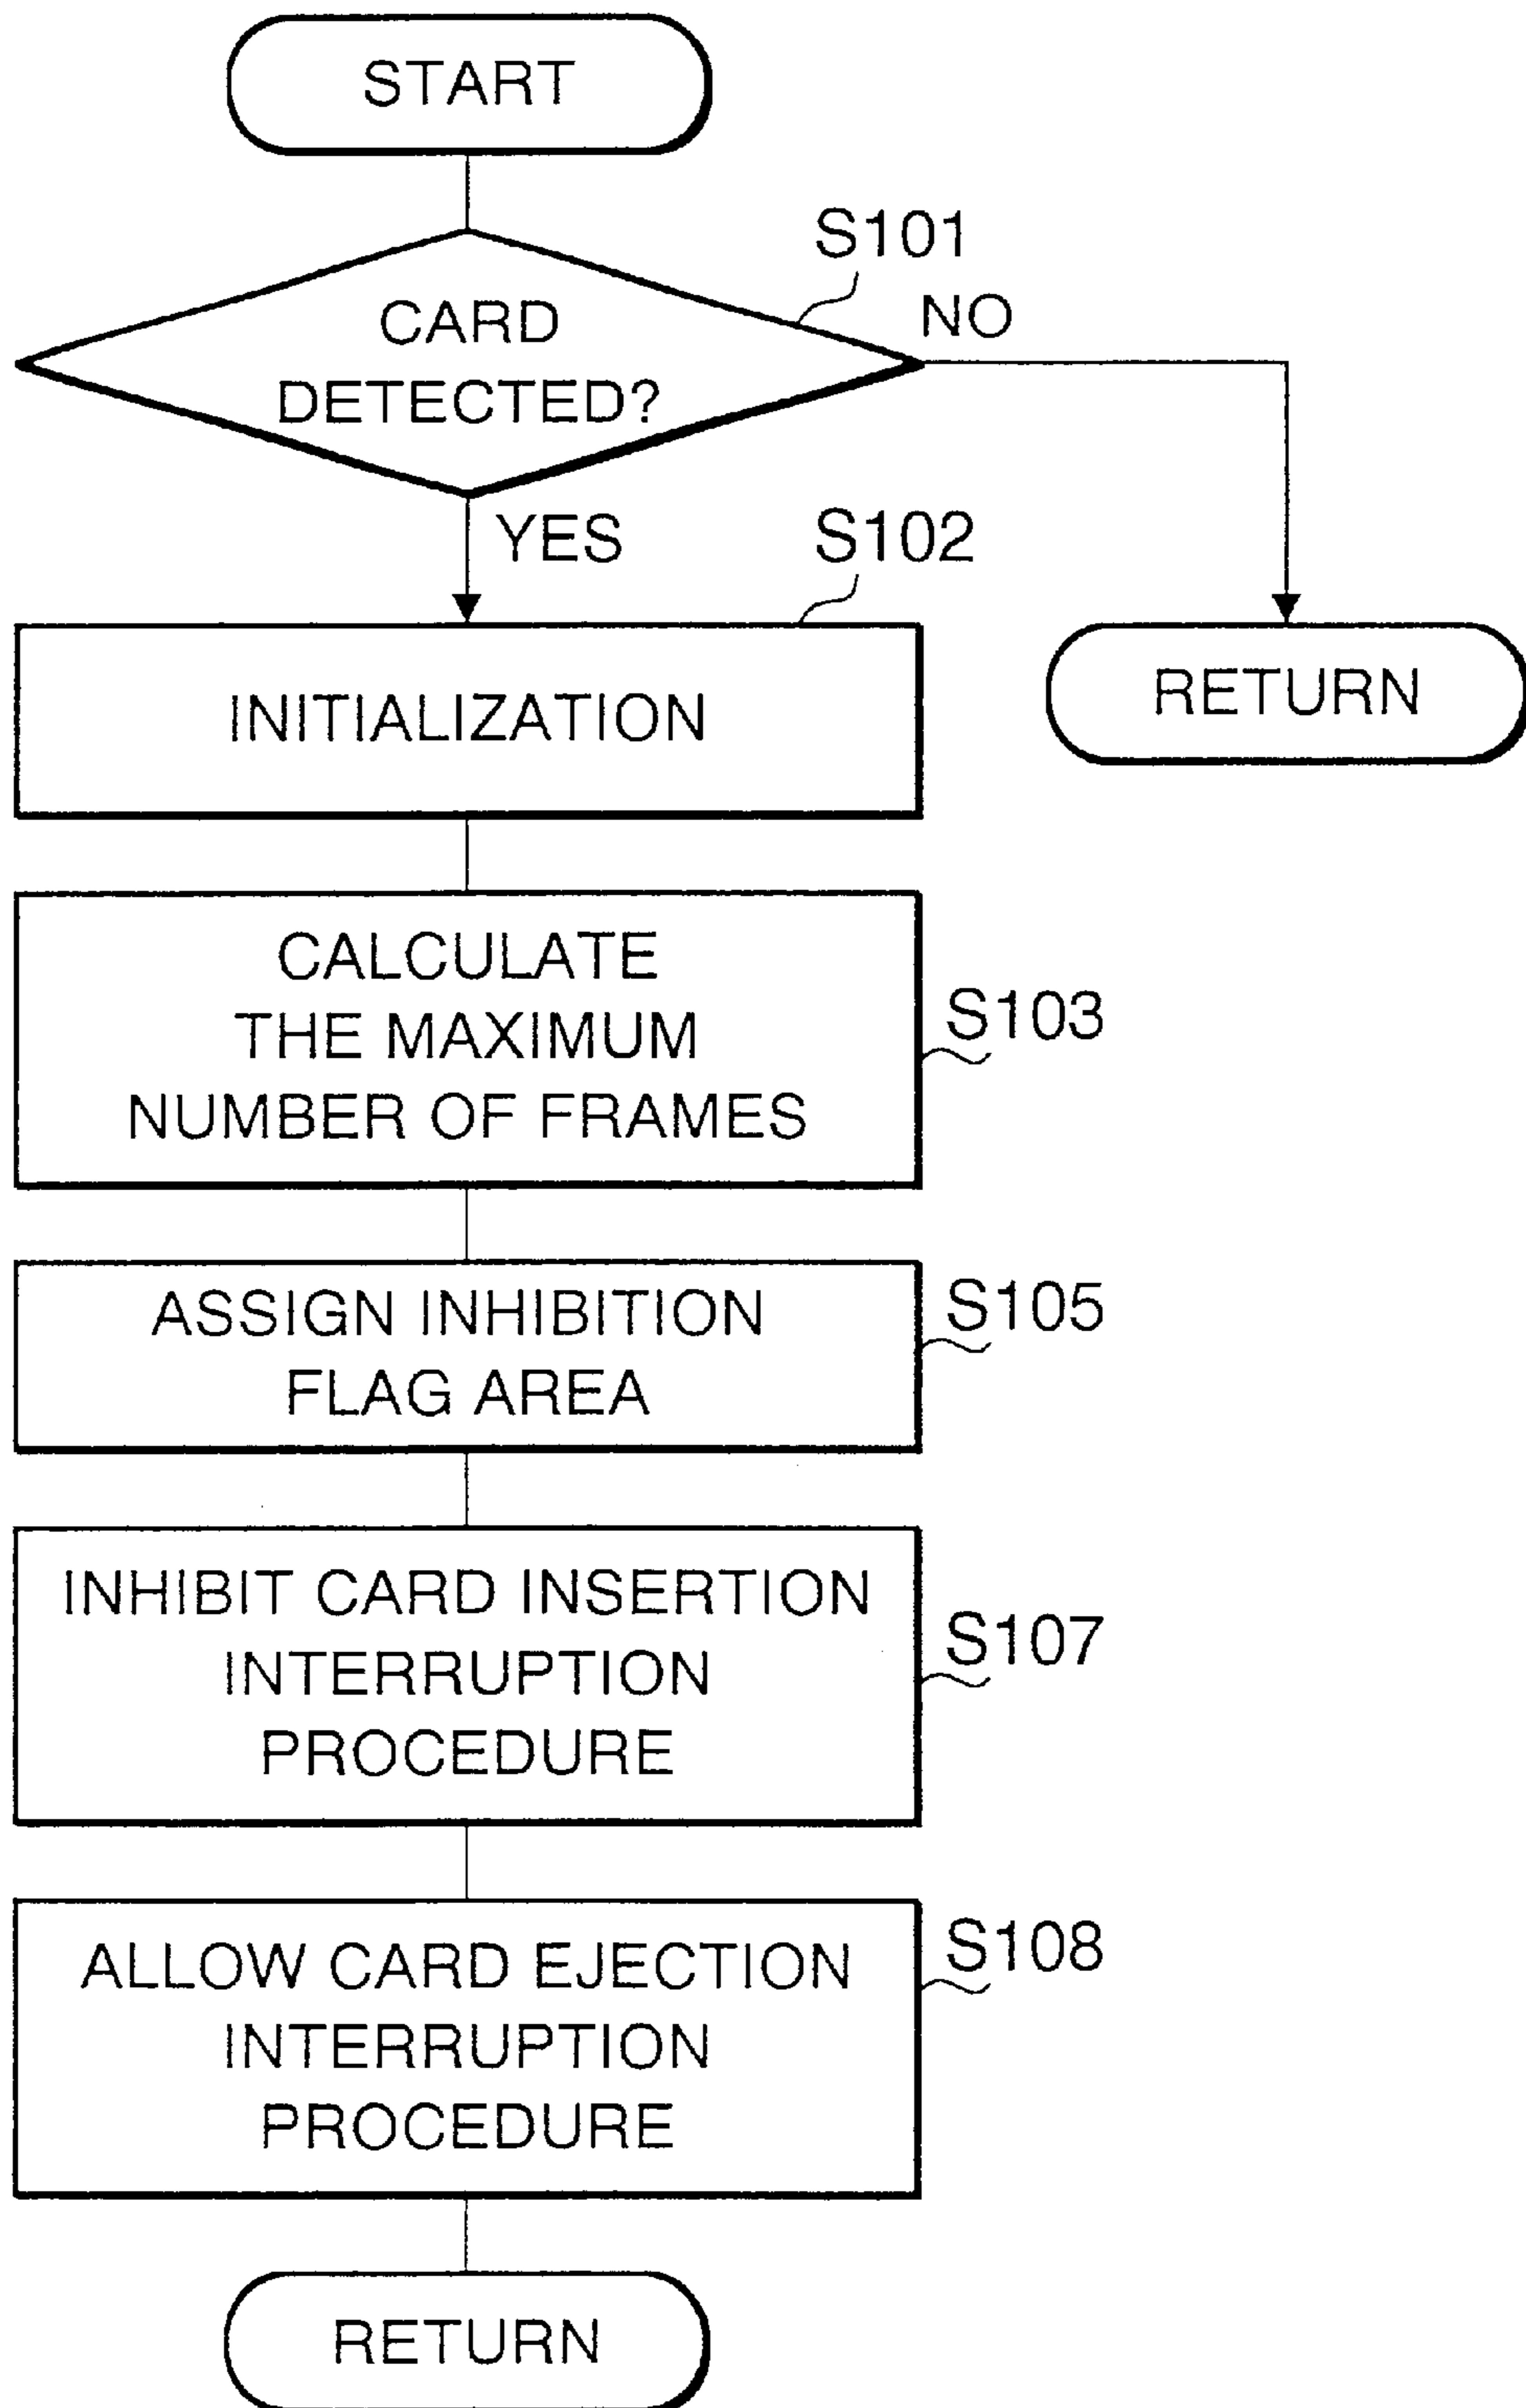 START
S101
CARD
DETECTED?
NO
YES
S102
INITIALIZATION
RETURN
CALCULATE
THE MAXIMUM
NUMBER OF FRAMES
S103
ASSIGN INHIBITION
FLAG AREA
S105
INHIBIT CARD INSERTION
INTERRUPTION
PROCEDURE
S107
ALLOW CARD EJECTION
INTERRUPTION
PROCEDURE
S108
RETURN